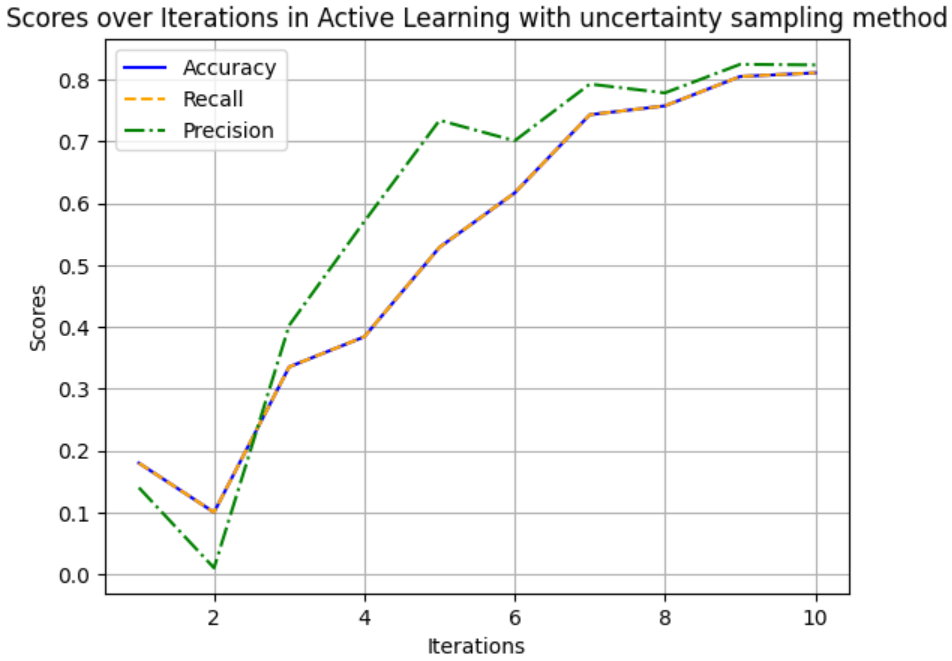 Scores over Iterations in Active Learning with uncertainty sampling method
Accuracy
Recall
Precision
0.8
0.7
0.6
0.5
0.4
0.3
0.2
0.1
0.0
Scores
2 4 6 8 10
Iterations